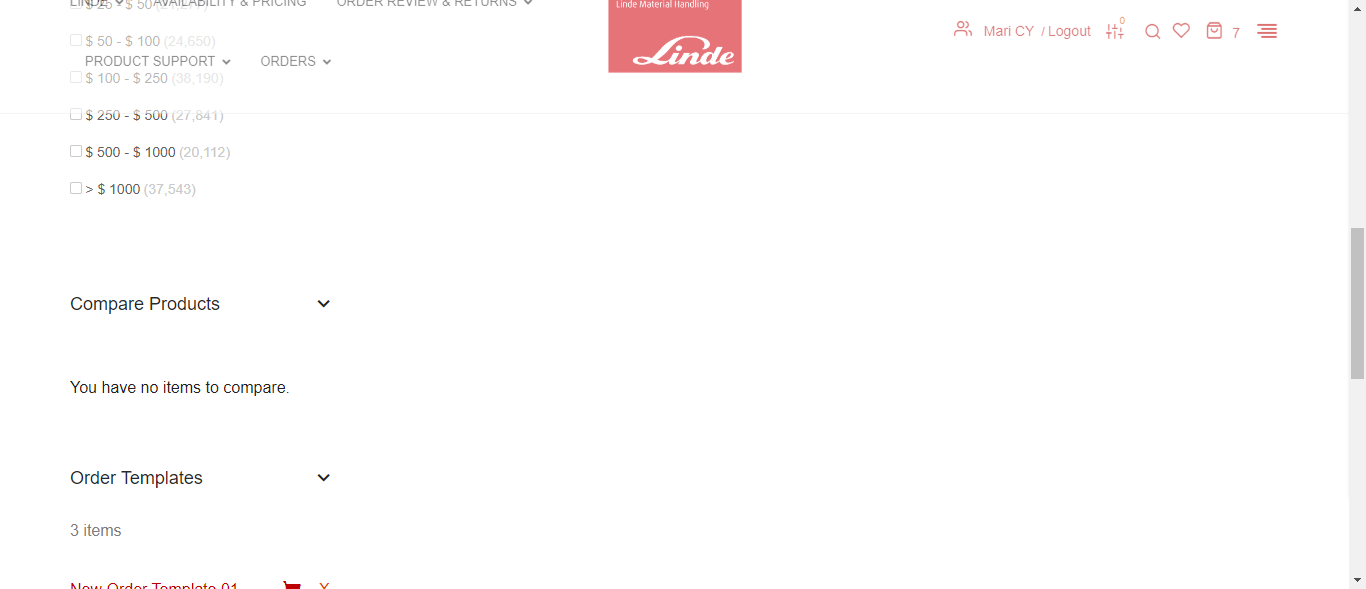 LINDE
AVAILABILITY & PRICING
ORDER REVIEW & RETURNS
$ 25 - $ 50
$ 50 - $ 100 (24,650)
PRODUCT SUPPORT
ORDERS
$ 100 - $ 250 (38,190)
$ 250 - $ 500 (27,841)
$ 500 - $ 1000 (20,112)
> $ 1000 (37,543)
Linde Material Handling
Linde
Mari CY / Logout
0
7
Compare Products
You have no items to compare.
Order Templates
3 items
New Order Template 01
X